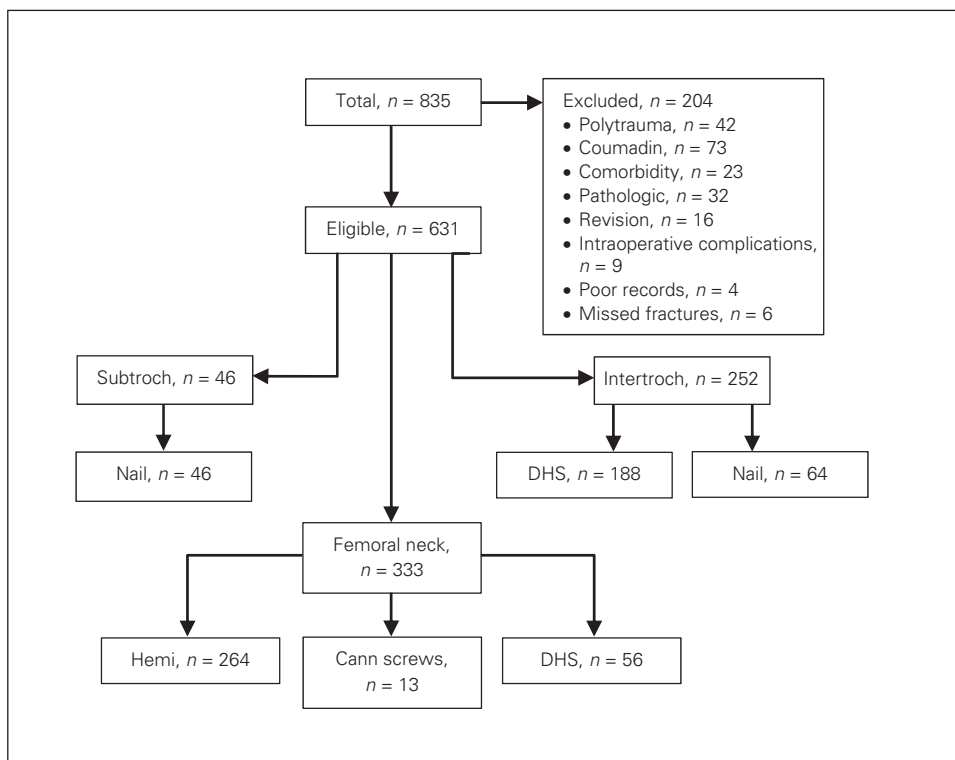 Total, n = 835
Excluded, n = 204
• Polytrauma, n = 42
• Coumadin, n = 73
• Comorbidity, n = 23
• Pathologic, n = 32
• Revision, n = 16
• Intraoperative complications,
n = 9
• Poor records, n = 4
• Missed fractures, n = 6
Eligible, n = 631
Subtroch, n = 46
Intertroch, n = 252
Nail, n = 46
DHS, n = 188
Nail, n = 64
Femoral neck,
n = 333
Hemi, n = 264
Cann screws,
n = 13
DHS, n = 56